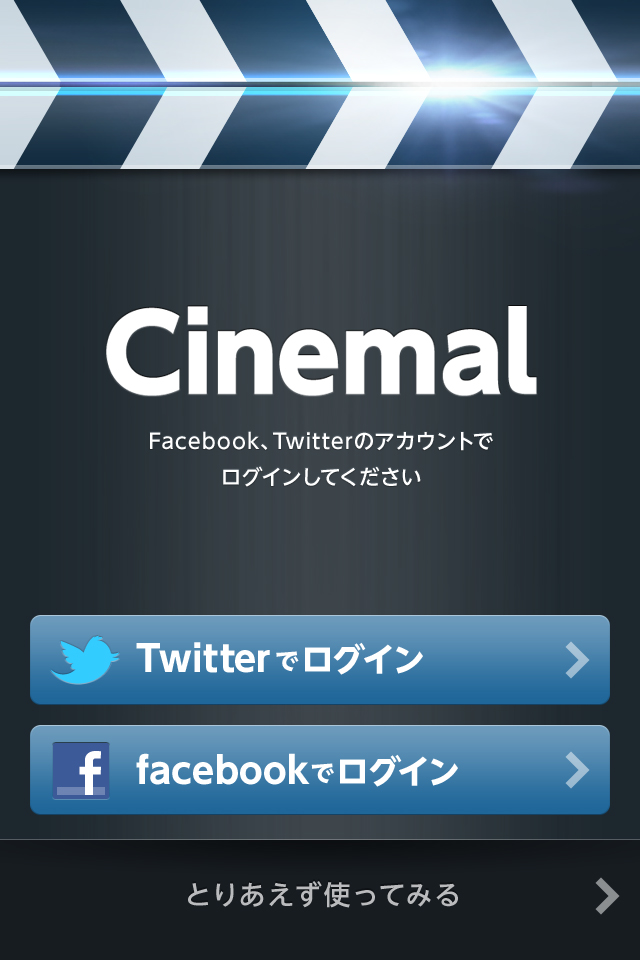 Cinemal
Facebook、Twitterのアカウントで
ログインしてください
Twitterでログイン
facebookでログイン
とりあえず使ってみる